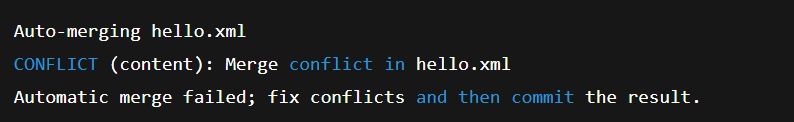 Auto-merging hello.xml
CONFLICT (content): Merge conflict in hello.xml
Automatic merge failed; fix conflicts and then commit the result.